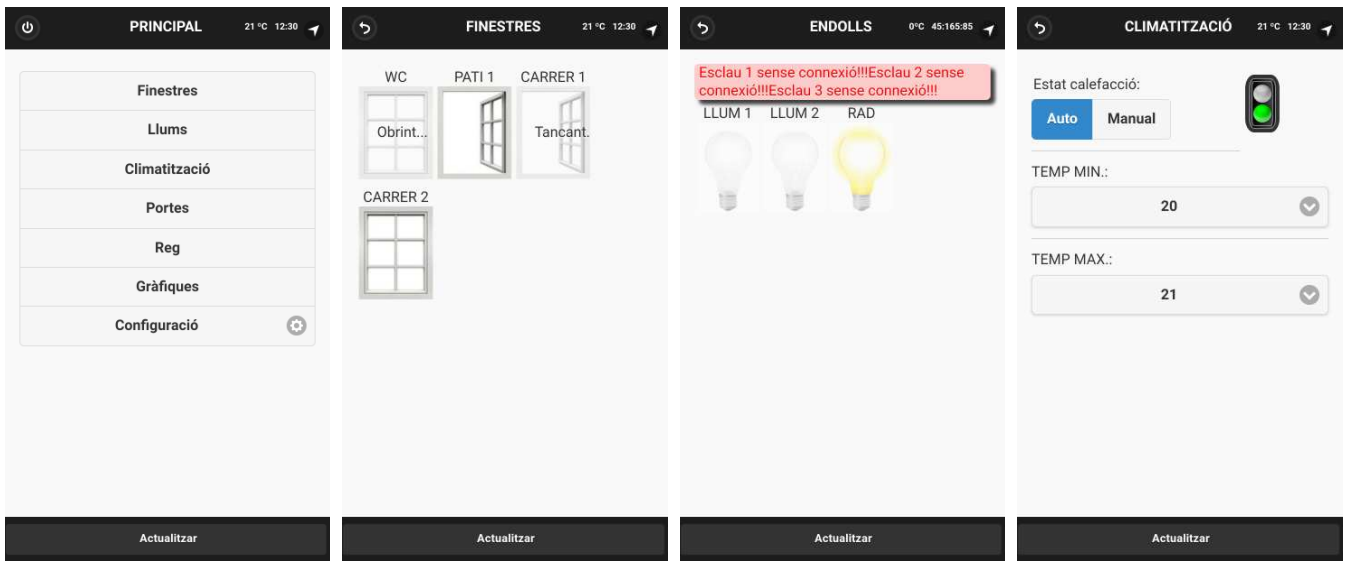 PRINCIPAL 21 ºC 12:30
Finestres
Llums
Climatització
Portes
Reg
Gràfiques
Configuració
Actualitzar
FINESTRES 21 ºC 12:30
WC PATI 1 CARRER 1
Obrint... Tancant.
CARRER 2
Actualitzar
ENDOLLS 0ºC 45:165:85
Esclau 1 sense connexió!!!Esclau 2 sense
connexió!!!Esclau 3 sense connexió!!!
LLUM 1 LLUM 2 RAD
Actualitzar
CLIMATITZACIÓ 21 ºC 12:30
Estat calefacció:
Auto Manual
TEMP MIN.:
20
TEMP MAX.:
21
Actualitzar